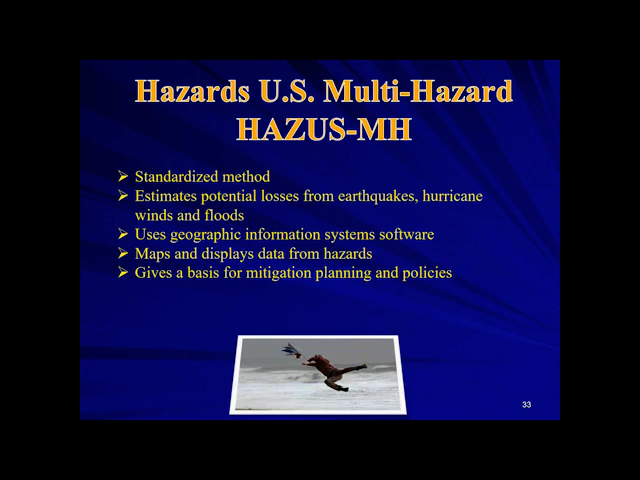 Hazards U.S. Multi-Hazard
HAZUS-MH
➢ Standardized method
➢ Estimates potential losses from earthquakes, hurricane
winds and floods
➢ Uses geographic information systems software
➢ Maps and displays data from hazards
➢ Gives a basis for mitigation planning and policies
33